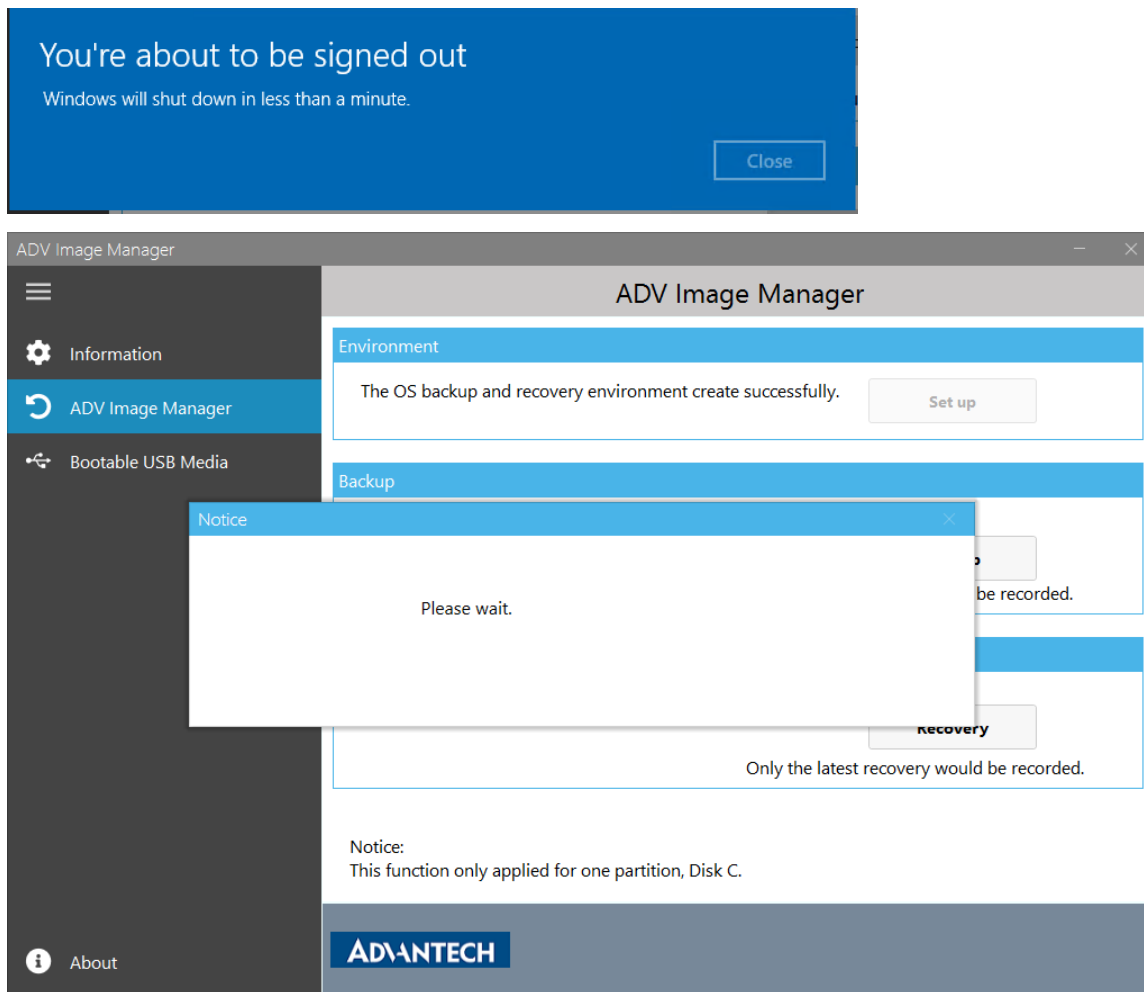 You're about to be signed out
Windows will shut down in less than a minute.
Close
ADV Image Manager
ADV Image Manager
Information
ADV Image Manager
Bootable USB Media
About
Environment
The OS backup and recovery environment create successfully.
Set up
Backup
Notice
Please wait.
be recorded.
Recovery
Only the latest recovery would be recorded.
Notice:
This function only applied for one partition, Disk C.
ADVANTECH